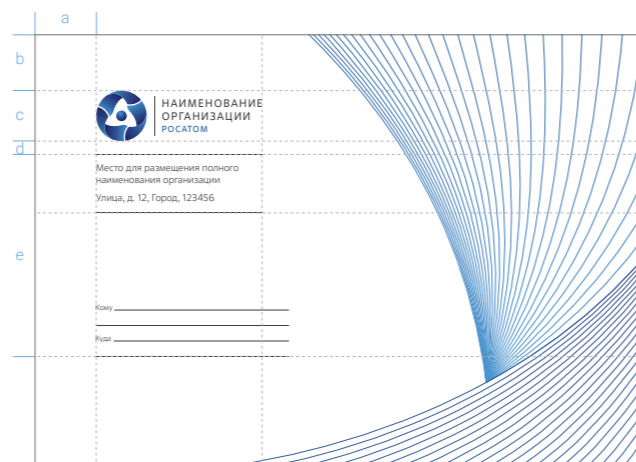 a
b
c
d
e
НАИМЕНОВАНИЕ
ОРГАНИЗАЦИИ
РОСАТОМ
Место для размещения полного
наименования организации
Улица, д. 12, Город, 123456
Кому
Куда